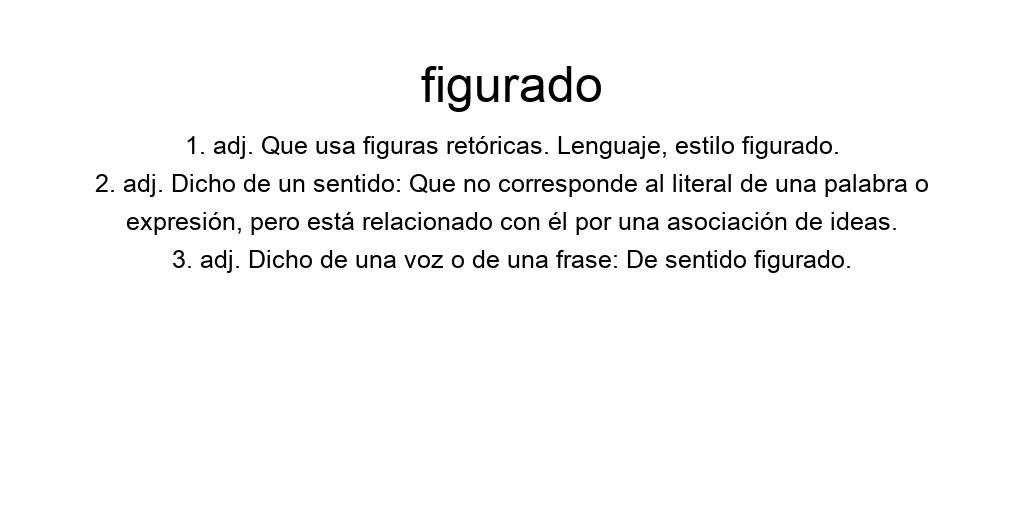 figurado
1. adj. Que usa figuras retóricas. Lenguaje, estilo figurado.
2. adj. Dicho de un sentido: Que no corresponde al literal de una palabra o
expresión, pero está relacionado con él por una asociación de ideas.
3. adj. Dicho de una voz o de una frase: De sentido figurado.